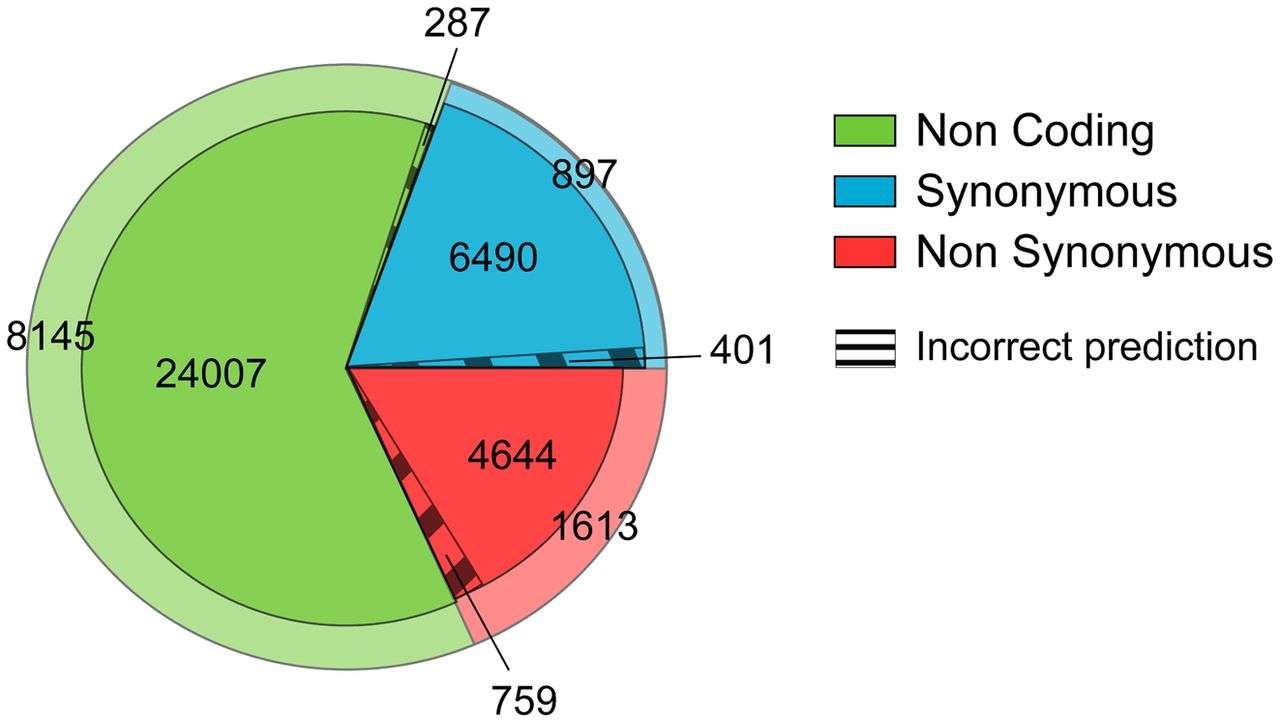 287
897
6490
401
8145
24007
4644
1613
759
Non Coding
Synonymous
Non Synonymous
Incorrect prediction